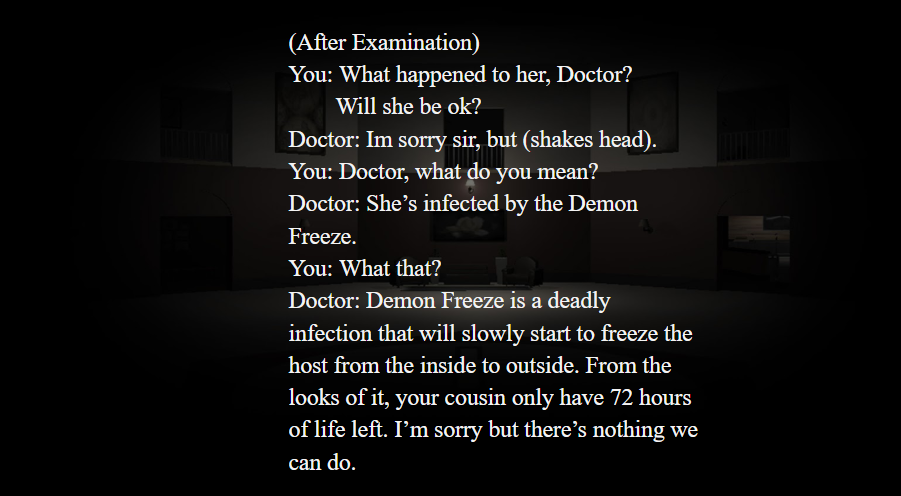 (After Examination)
You: What happened to her, Doctor?
Will she be ok?
Doctor: Im sorry sir, but (shakes head).
You: Doctor, what do you mean?
Doctor: She’s infected by the Demon
Freeze.
You: What that?
Doctor: Demon Freeze is a deadly
infection that will slowly start to freeze the
host from the inside to outside. From the
looks of it, your cousin only have 72 hours
of life left. I’m sorry but there’s nothing we
can do.